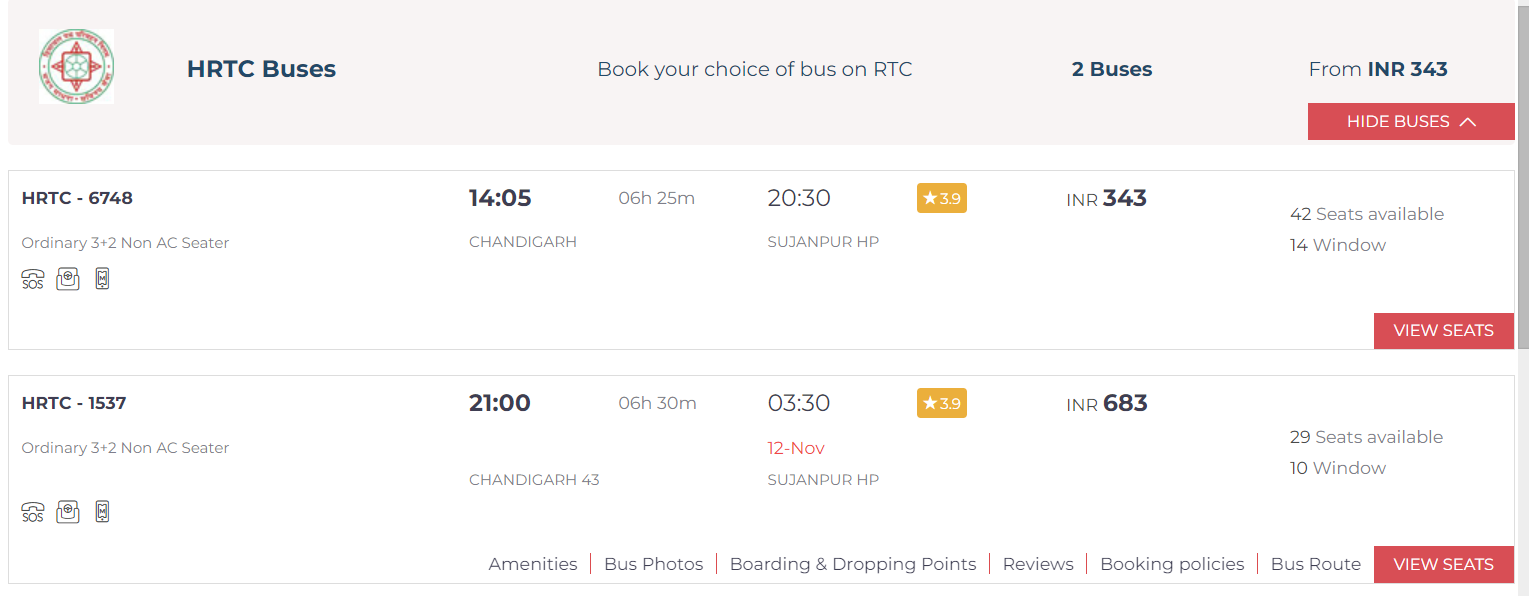 HRTC Buses
Book your choice of bus on RTC
2 Buses
From INR 343
HIDE BUSES
HRTC - 6748
14:05
06h 25m
20:30
3.9
INR 343
42 Seats available
Ordinary 3+2 Non AC Seater
CHANDIGARH
SUJANPUR HP
14 Window
SOS
M
VIEW SEATS
HRTC - 1537
21:00
06h 30m
03:30
3.9
INR 683
29 Seats available
Ordinary 3+2 Non AC Seater
12-Nov
10 Window
CHANDIGARH 43
SUJANPUR HP
SOS
M
Amenities
Bus Photos
Boarding & Dropping Points
Reviews
Booking policies
Bus Route
VIEW SEATS